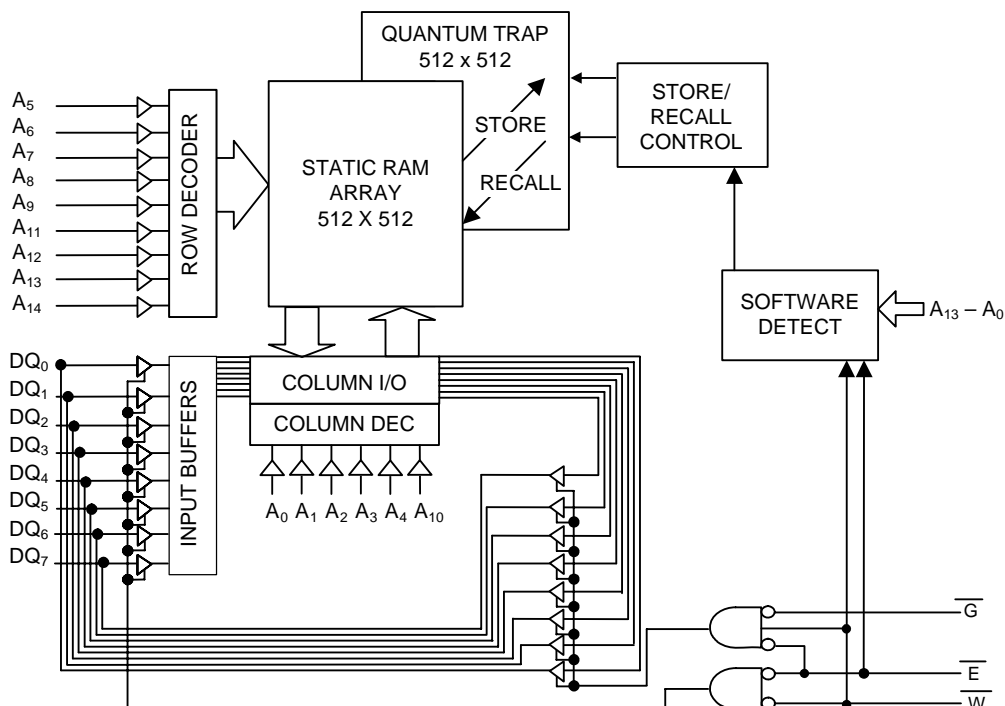 QUANTUM TRAP
512 x 512
STORE
RECALL
STORE/
RECALL
CONTROL
STATIC RAM
ARRAY
512 X 512
A5
A6
A7
A8
A9
A11
A12
A13
A14
ROW DECODER
SOFTWARE
DETECT
A13 – A0
DQ0
DQ1
DQ2
DQ3
DQ4
DQ5
DQ6
DQ7
INPUT BUFFERS
COLUMN I/O
COLUMN DEC
A0 A1 A2 A3 A4 A10
G
E
W